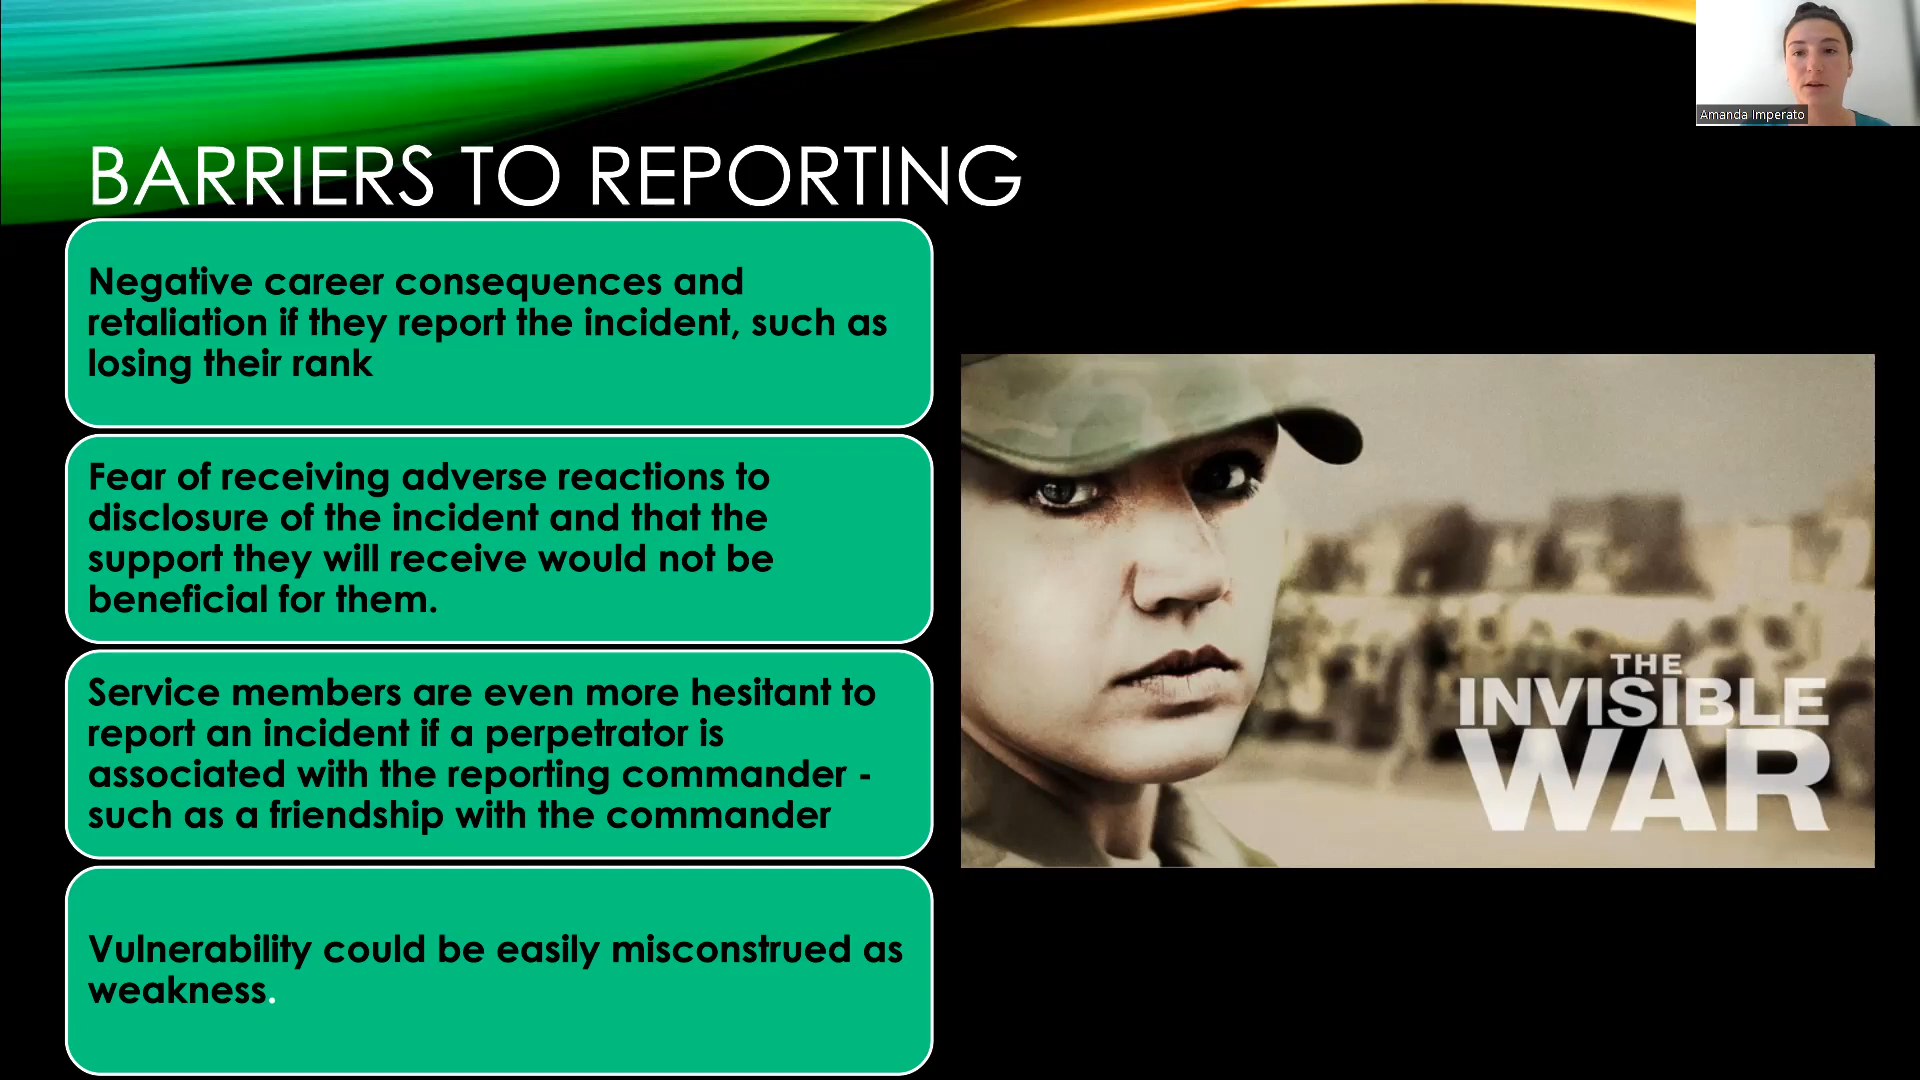 Amanda Imperato
BARRIERS TO REPORTING
Negative career consequences and
retaliation if they report the incident, such as
losing their rank
Fear of receiving adverse reactions to
disclosure of the incident and that the
support they will receive would not be
beneficial for them.
Service members are even more hesitant to
report an incident if a perpetrator is
associated with the reporting commander -
such as a friendship with the commander
Vulnerability could be easily misconstrued as
weakness.
THE
INVISIBLE
WAR